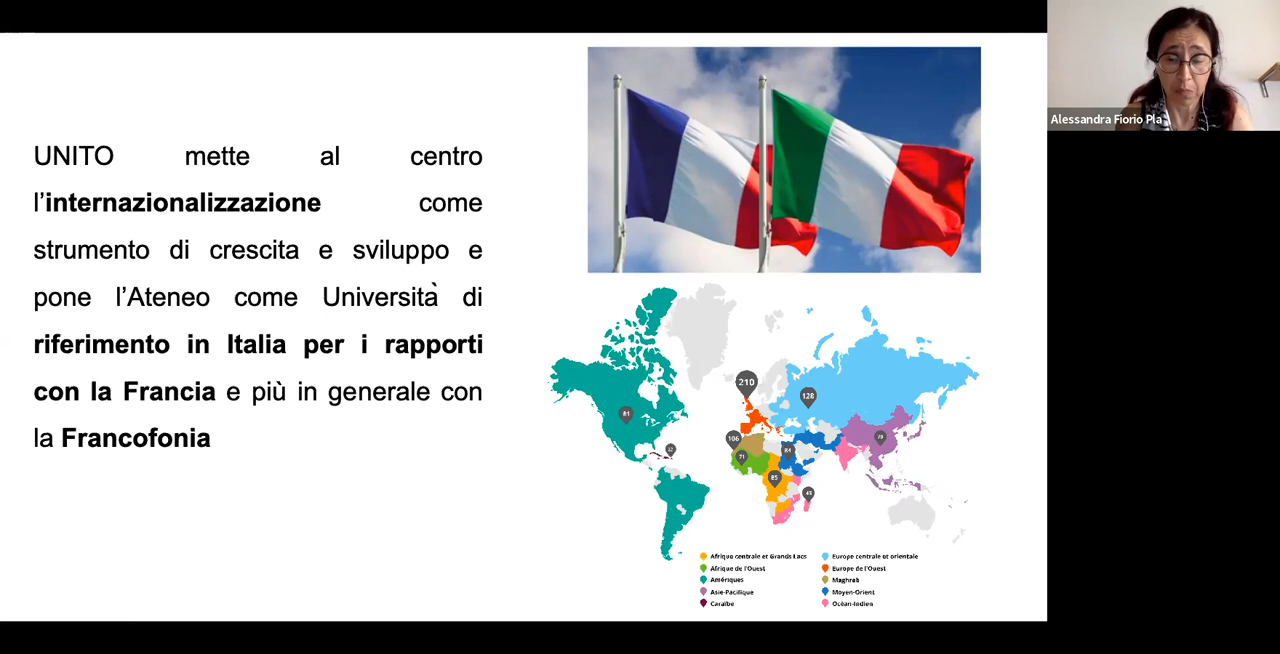 UNITO mette al centro
l'internazionalizzazione come
strumento di crescita e sviluppo e
pone l'Ateneo come Università di
riferimento in Italia per i rapporti
con la Francia e più in generale con
la Francofonia
Alessandra Fiorio Pla
210
128
81
106
71
84
85
Afrique centrale et Grands Lacs
Afrique de l'Ouest
Amériques
Asie-Pacifique
Caraïbe
Europe centrale et orientale
Europe de l'Ouest
Maghreb
Moyen-Orient
Océan-Indien